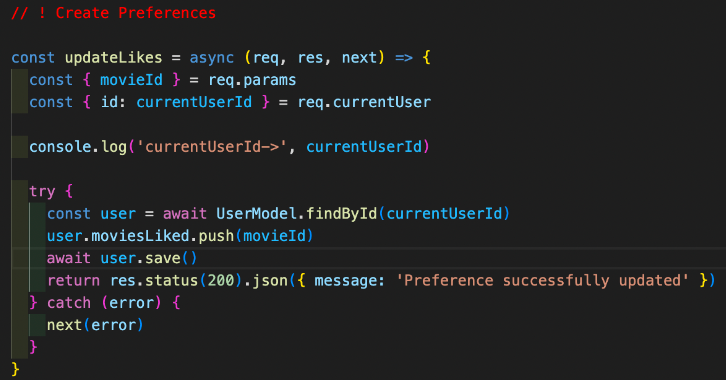 // ! Create Preferences
const updateLikes = async (req, res, next) => {
const { movieId } = req.params
const { id: currentUserId } = req.currentUser
console.log('currentUserId->', currentUserId)
try {
const user = await UserModel.findById(currentUserId)
user.moviesLiked.push(movieId)
await user.save()
return res.status(200).json({ message: 'Preference successfully updated' })
} catch (error) {
next(error)
}
}